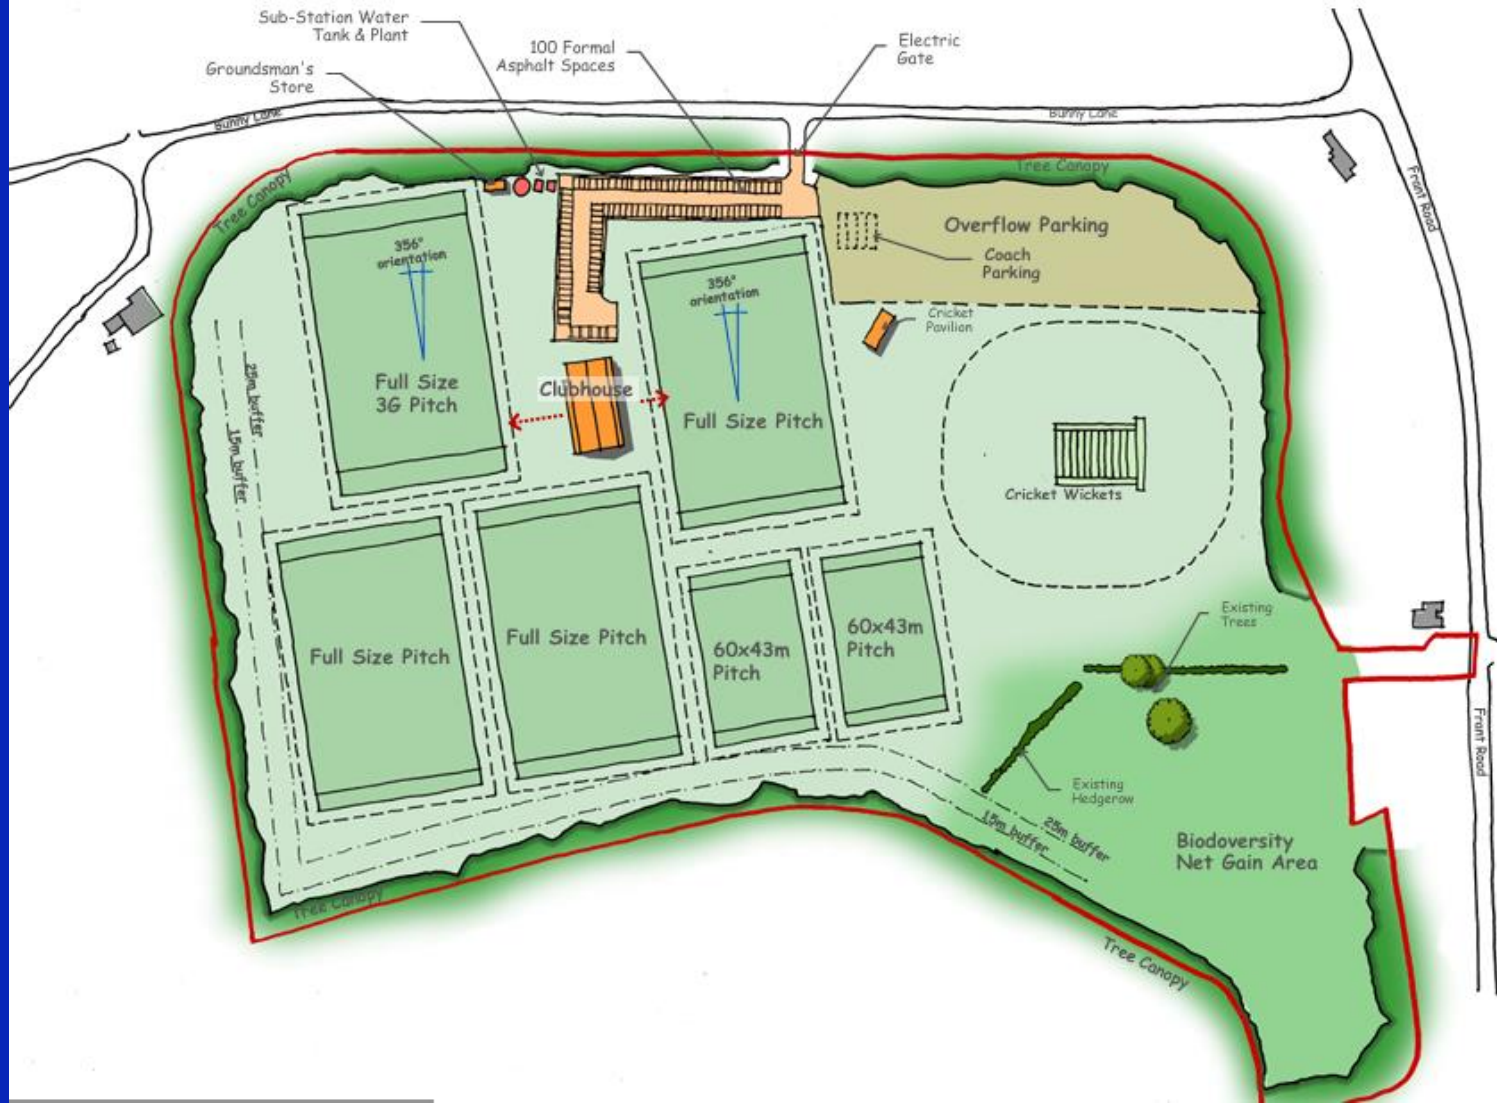 Sub-Station Water
Tank & Plant
100 Formal
Asphalt Spaces
Electric
Gate
Groundsman's
Store
Bunny Lane
Bunny Lane
Tree Canopy
Tree Canopy
Front Road
Overflow Parking
Coach
Parking
356°
orientation
356°
orientation
Cricket
Pavilion
Full Size
3G Pitch
Clubhouse
Full Size Pitch
25m buffer
15m buffer
Cricket Wickets
Full Size Pitch
Full Size Pitch
60x43m
Pitch
60x43m
Pitch
Existing
Trees
Front Road
Existing
Hedgerow
15m buffer
25m buffer
Biodoversity
Net Gain Area
Tree Canopy
Tree Canopy